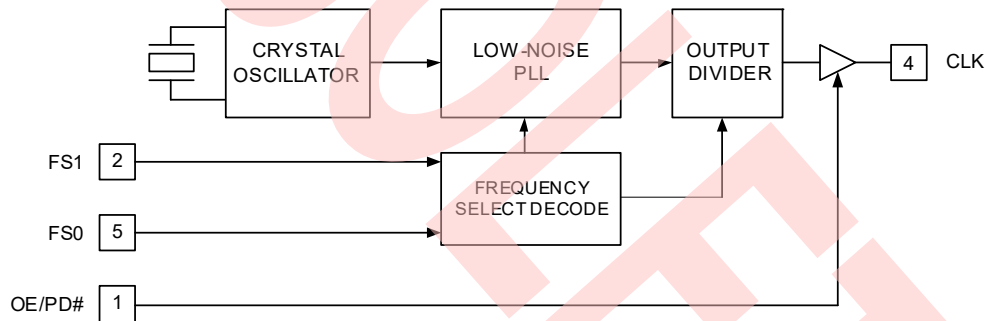 CRYSTAL
OSCILLATOR
LOW-NOISE
PLL
OUTPUT
DIVIDER
4 CLK
FS1 2
FREQUENCY
SELECT DECODE
FS0 5
OE/PD# 1